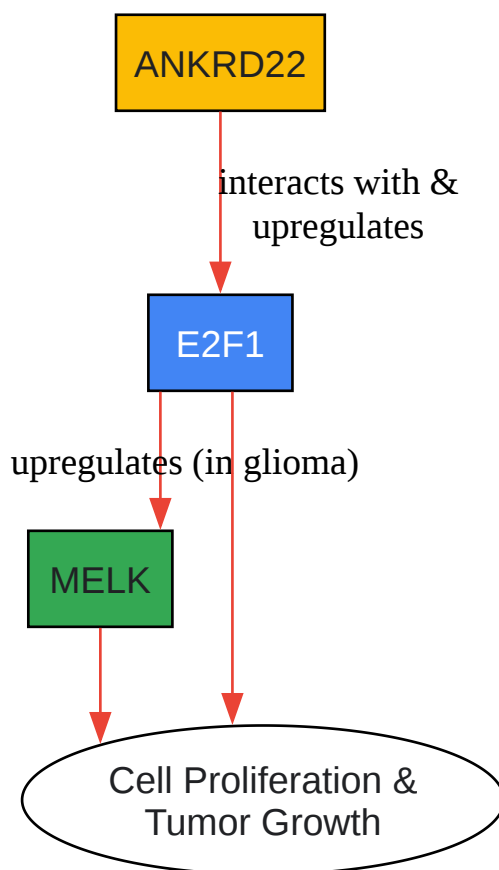 ANKRD22
interacts with &
upregulates
E2F1
upregulates (in glioma)
MELK
Cell Proliferation &
Tumor Growth